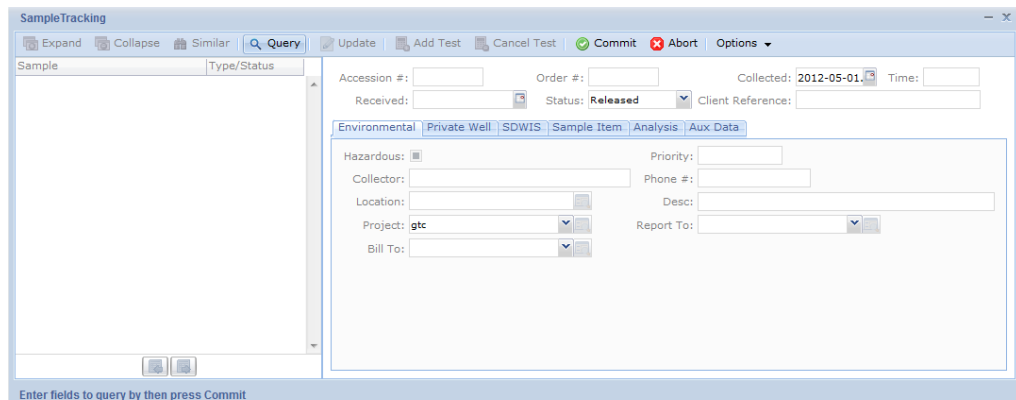 SampleTracking
Expand Collapse Similar Query Update Add Test Cancel Test Commit Abort Options
Sample Type/Status
Accession #: Order #: Collected: 2012-05-01. Time:
Received: Status: Released Client Reference:
Environmental Private Well SDWIS Sample Item Analysis Aux Data
Hazardous: Priority:
Collector: Phone #:
Location: Desc:
Project: gtc Report To:
Bill To:
Enter fields to query by then press Commit